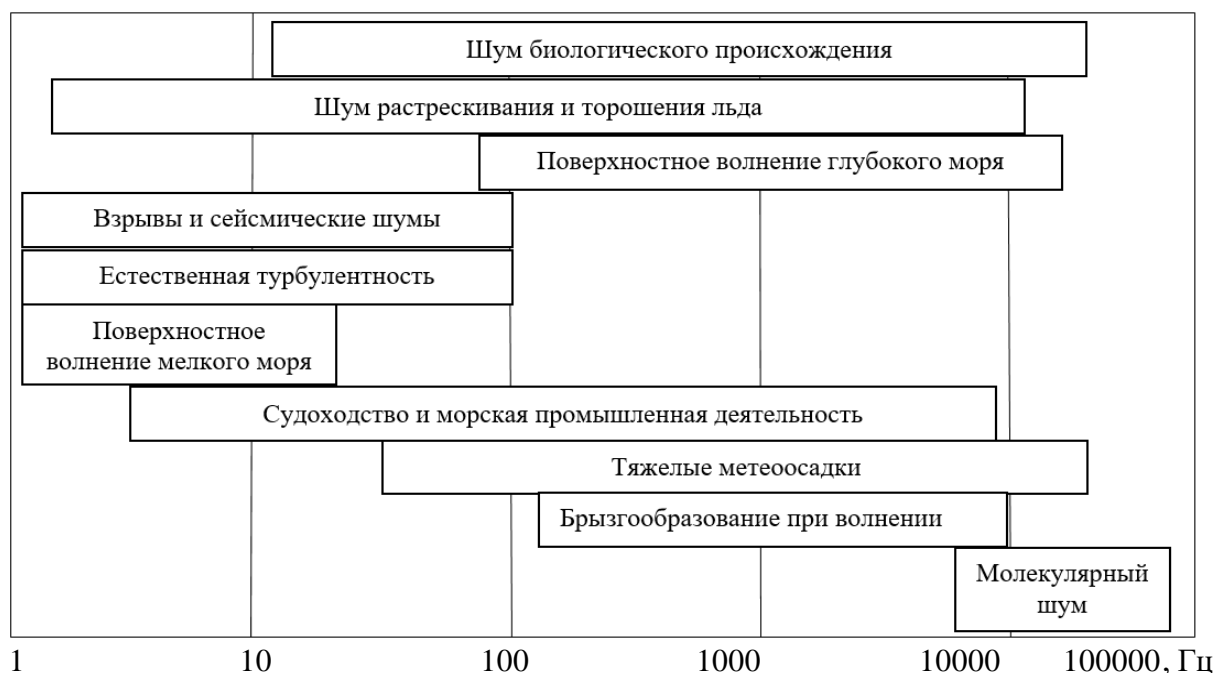 Шум биологического происхождения
Шум растрескивания и торошения льда
Поверхностное волнение глубокого моря
Взрывы и сейсмические шумы
Естественная турбулентность
Поверхностное
волнение мелкого моря
Судоходство и морская промышленная деятельность
Тяжелые метеоосадки
Брызгообразование при волнении
Молекулярный
шум
1 10 100 1000 10000 100000, Гц